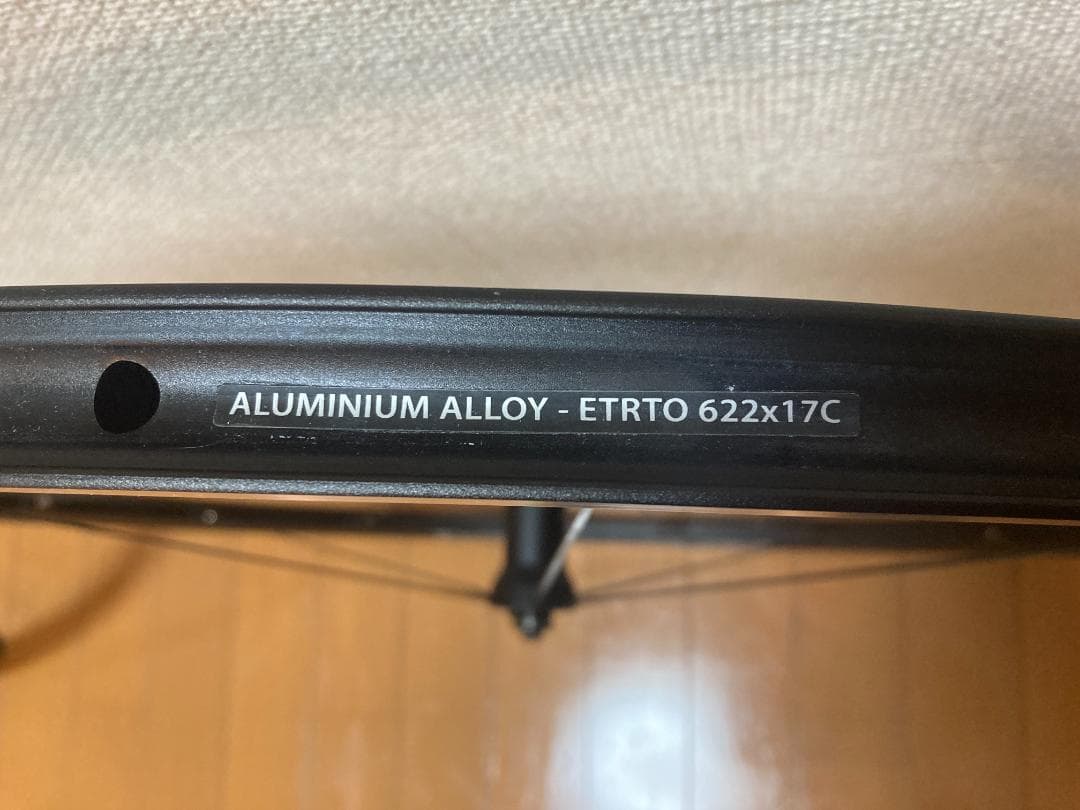 ALUMINIUM ALLOY - ETRTO 622x17C